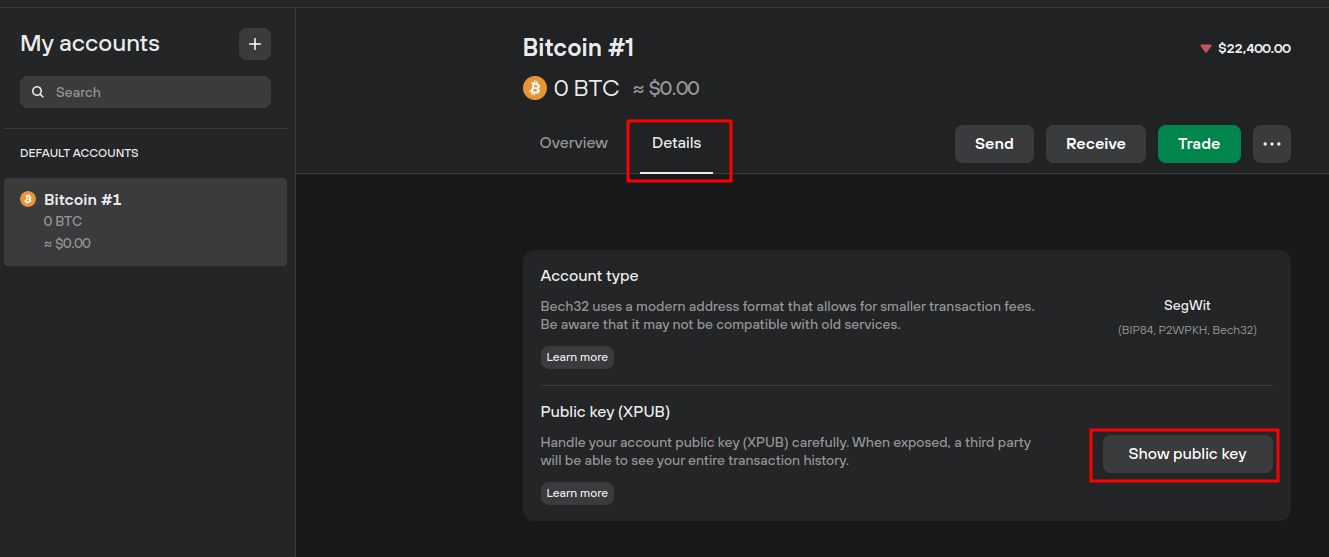 My accounts
+
Search
DEFAULT ACCOUNTS
Bitcoin #1
0 BTC
≈ $0.00
Bitcoin #1
$22,400.00
0 BTC ≈ $0.00
Overview
Details
Send
Receive
Trade
Account type
Bech32 uses a modern address format that allows for smaller transaction fees.
Be aware that it may not be compatible with old services.
Learn more
SegWit
(BIP84, P2WPKH, Bech32)
Public key (XPUB)
Handle your account public key (XPUB) carefully. When exposed, a third party
will be able to see your entire transaction history.
Learn more
Show public key